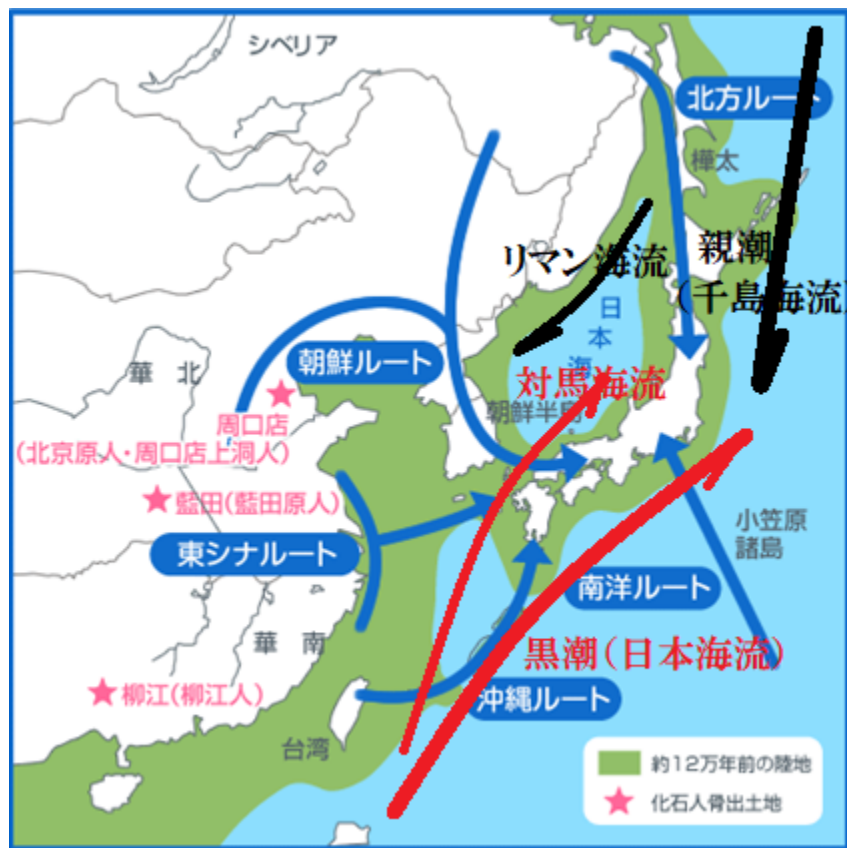 シベリア
北方ルート
樺太
リマン海流
親潮
(千島海流)
日本海
朝鮮ルート
華北
対馬海流
朝鮮半島
周口店
(北京原人・周口店上洞人)
藍田(藍田原人)
東シナルート
小笠原
諸島
南洋ルート
華南
黒潮(日本海流)
柳江(柳江人)
沖縄ルート
台湾
約12万年前の陸地
化石人骨出土地